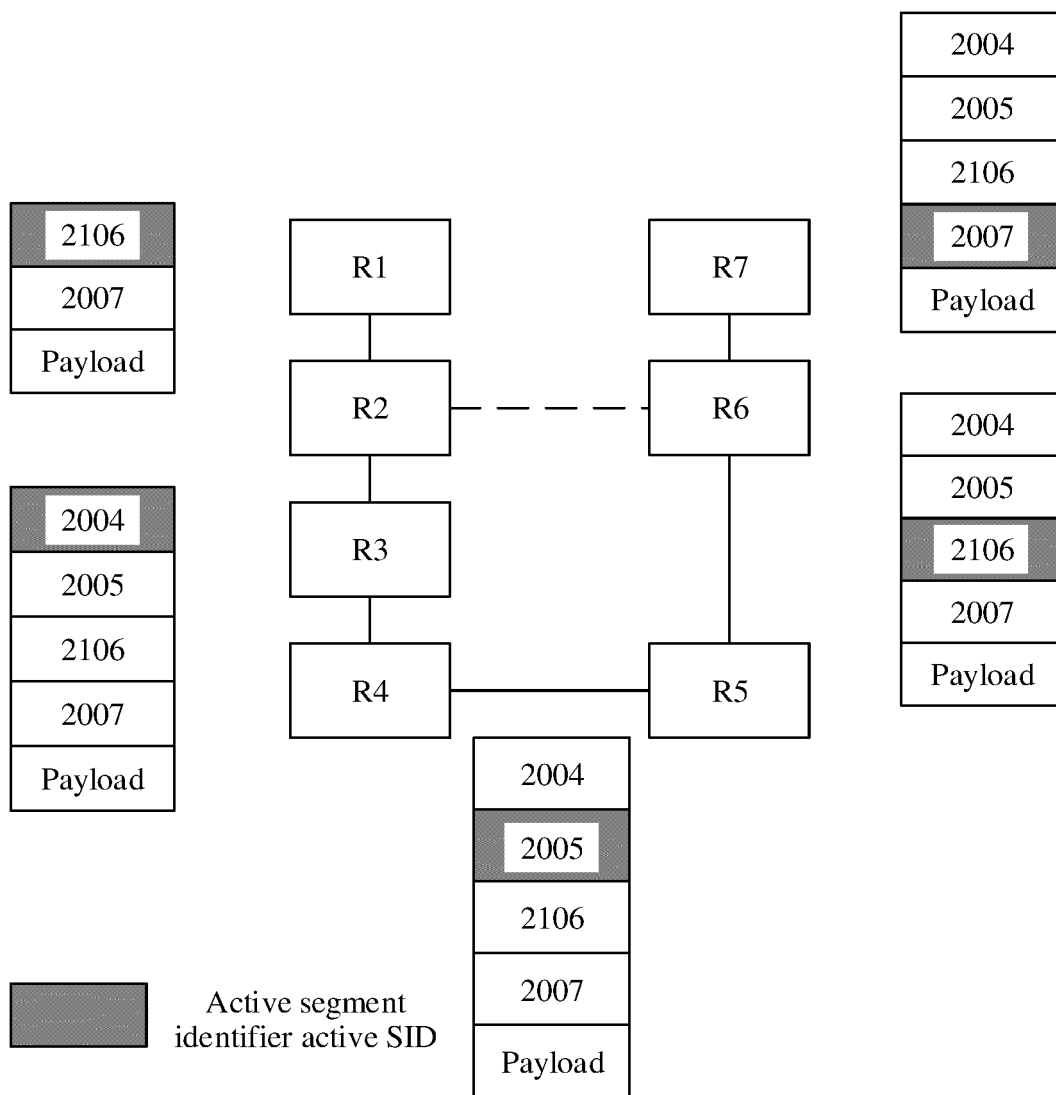 2106
2007
Payload
2004
2005
2106
2007
Payload
R1
R7
R2
R6
R3
R4
R5
2004
2005
2106
2007
Payload
2004
2005
2106
2007
Payload
2004
2005
2106
2007
Payload
Active segment
identifier active SID